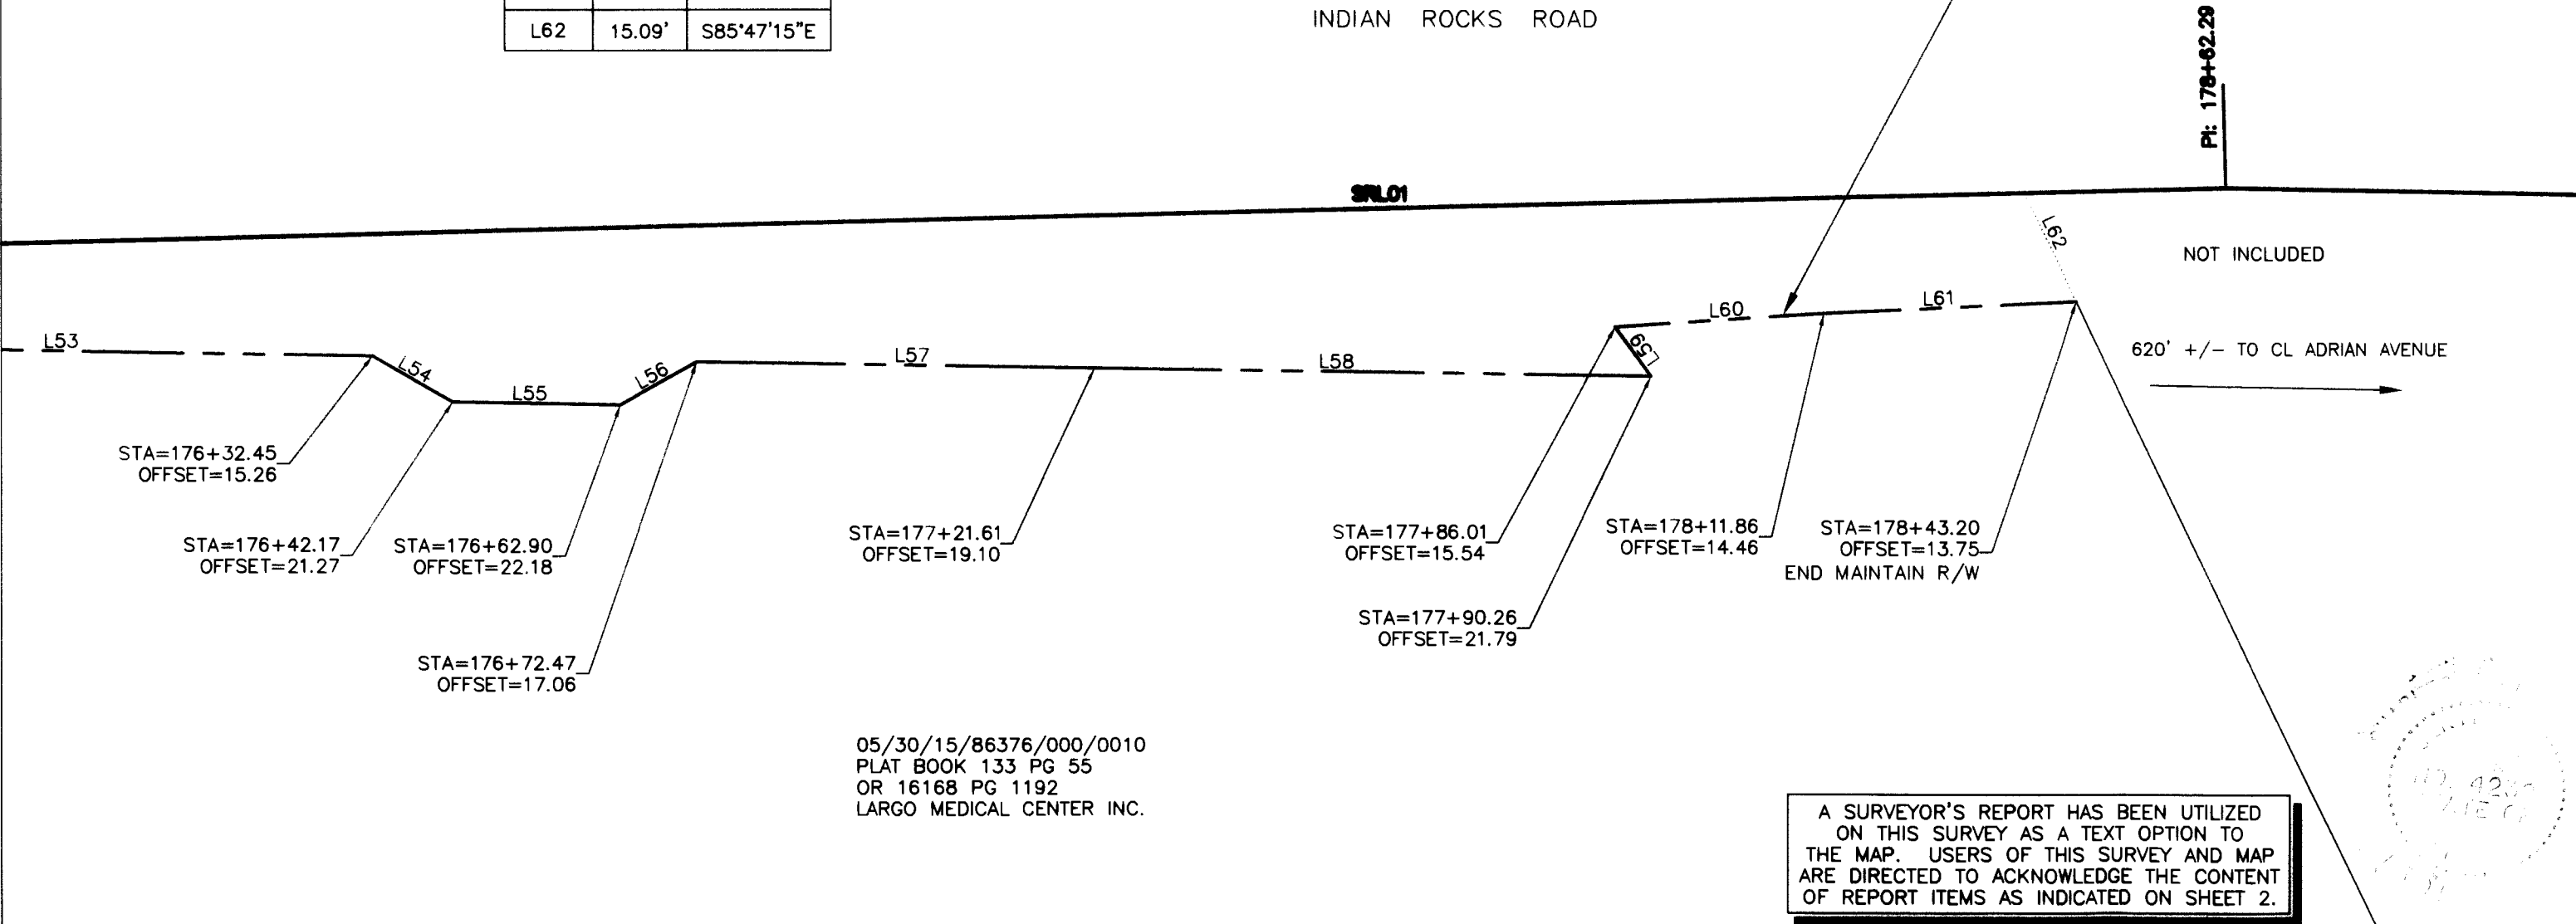 L62 15.09' S85°47'15"E
INDIAN ROCKS ROAD
PI: 178+62.29
SRL01
L62
NOT INCLUDED
L53
L54
L55
L56
L57
L58
L59
L60
L61
620' +/- TO CL ADRIAN AVENUE
STA=176+32.45
OFFSET=15.26
STA=176+42.17
OFFSET=21.27
STA=176+62.90
OFFSET=22.18
STA=176+72.47
OFFSET=17.06
STA=177+21.61
OFFSET=19.10
STA=177+86.01
OFFSET=15.54
STA=177+90.26
OFFSET=21.79
STA=178+11.86
OFFSET=14.46
STA=178+43.20
OFFSET=13.75
END MAINTAIN R/W
05/30/15/86376/000/0010
PLAT BOOK 133 PG 55
OR 16168 PG 1192
LARGO MEDICAL CENTER INC.
A SURVEYOR'S REPORT HAS BEEN UTILIZED
ON THIS SURVEY AS A TEXT OPTION TO
THE MAP. USERS OF THIS SURVEY AND MAP
ARE DIRECTED TO ACKNOWLEDGE THE CONTENT
OF REPORT ITEMS AS INDICATED ON SHEET 2.